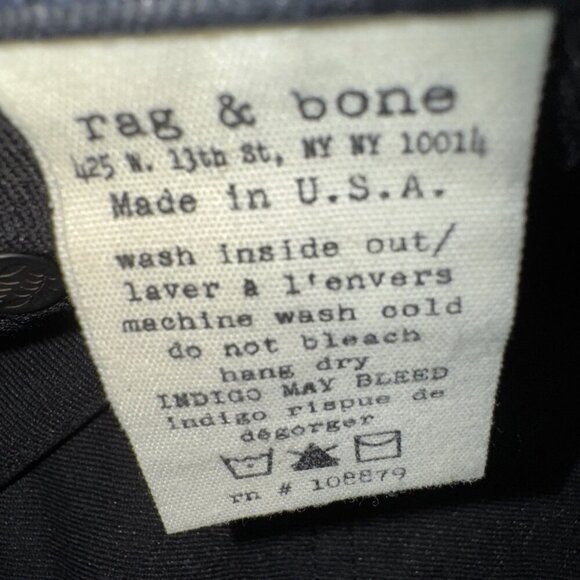 rag & bone
425 W. 13th St, NY NY 10014
Made in U.S.A.
wash inside out/
laver à l'envers
machine wash cold
do not bleach
hang dry
INDIGO MAY BLEED
indigo rispue de
dégorger
rn # 108879